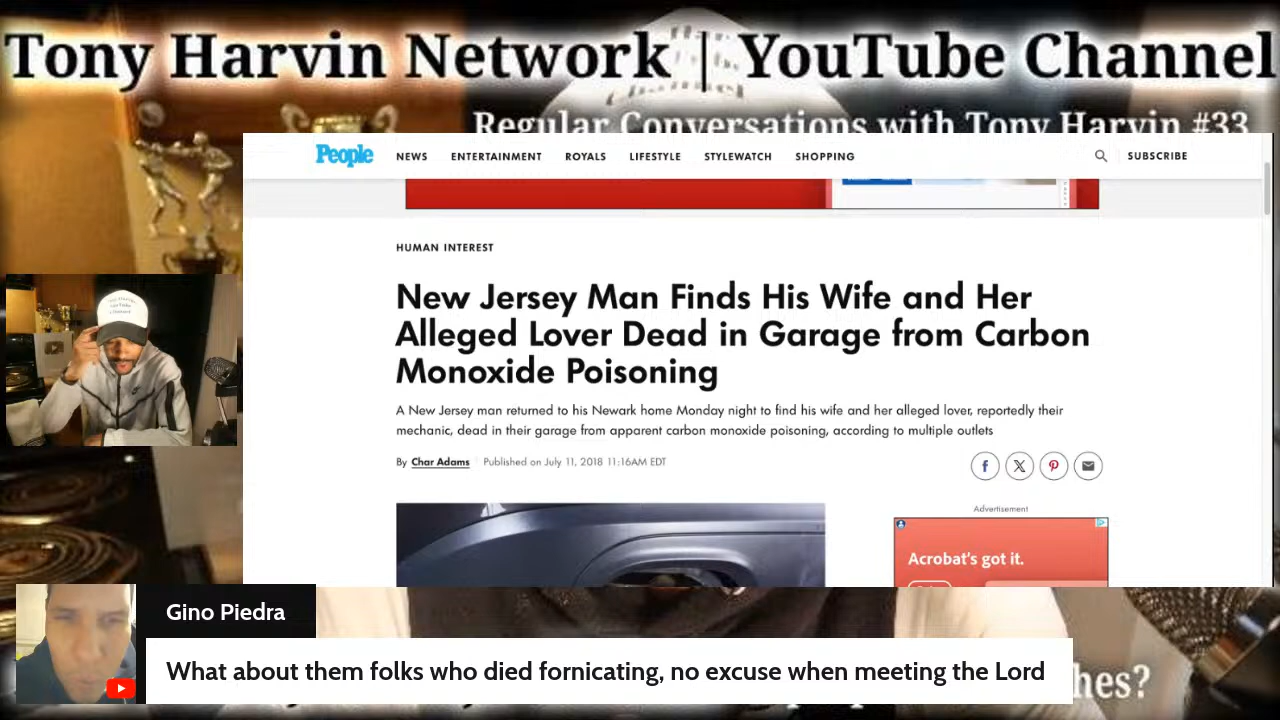 Tony Harvin Network | YouTube Channel
Regular Conversations with Tony Harvin #33
People NEWS ENTERTAINMENT ROYALS LIFESTYLE STYLEWATCH SHOPPING SUBSCRIBE
HUMAN INTEREST
New Jersey Man Finds His Wife and Her
Alleged Lover Dead in Garage from Carbon
Monoxide Poisoning
A New Jersey man returned to his Newark home Monday night to find his wife and her alleged lover, reportedly their
mechanic, dead in their garage from apparent carbon monoxide poisoning, according to multiple outlets
By Char Adams Published on July 11, 2018 11:16AM EDT
Advertisement
Acrobat's got it.
Gino Piedra
What about them folks who died fornicating, no excuse when meeting the Lord
hes?